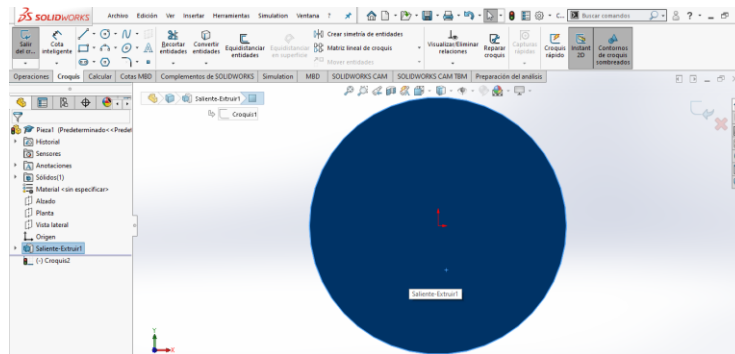 SOLIDWORKS Archivo Edición Ver Insertar Herramientas Simulation Ventana ? Buscar comandos
Salir del cr...
Cota inteligente
Recortar entidades
Convertir entidades
Equidistanciar entidades
Equidistanciar en superficie
Crear simetría de entidades
Matriz lineal de croquis
Mover entidades
Visualizar/Eliminar relaciones
Reparar croquis
Capturas rápidas
Croquis rápido
Instant 2D
Contornos de croquis sombreados
Operaciones Croquis Calcular Cotas MBD Complementos de SOLIDWORKS Simulation MBD SOLIDWORKS CAM SOLIDWORKS CAM TBM Preparación del análisis
Saliente-Extruir1
Croquis1
Pieza1 (Predeterminado<<Predet
Historial
Sensores
Anotaciones
Sólidos(1)
Material <sin especificar>
Alzado
Planta
Vista lateral
Origen
Saliente-Extruir1
(-) Croquis2
Saliente-Extruir1
Y
X